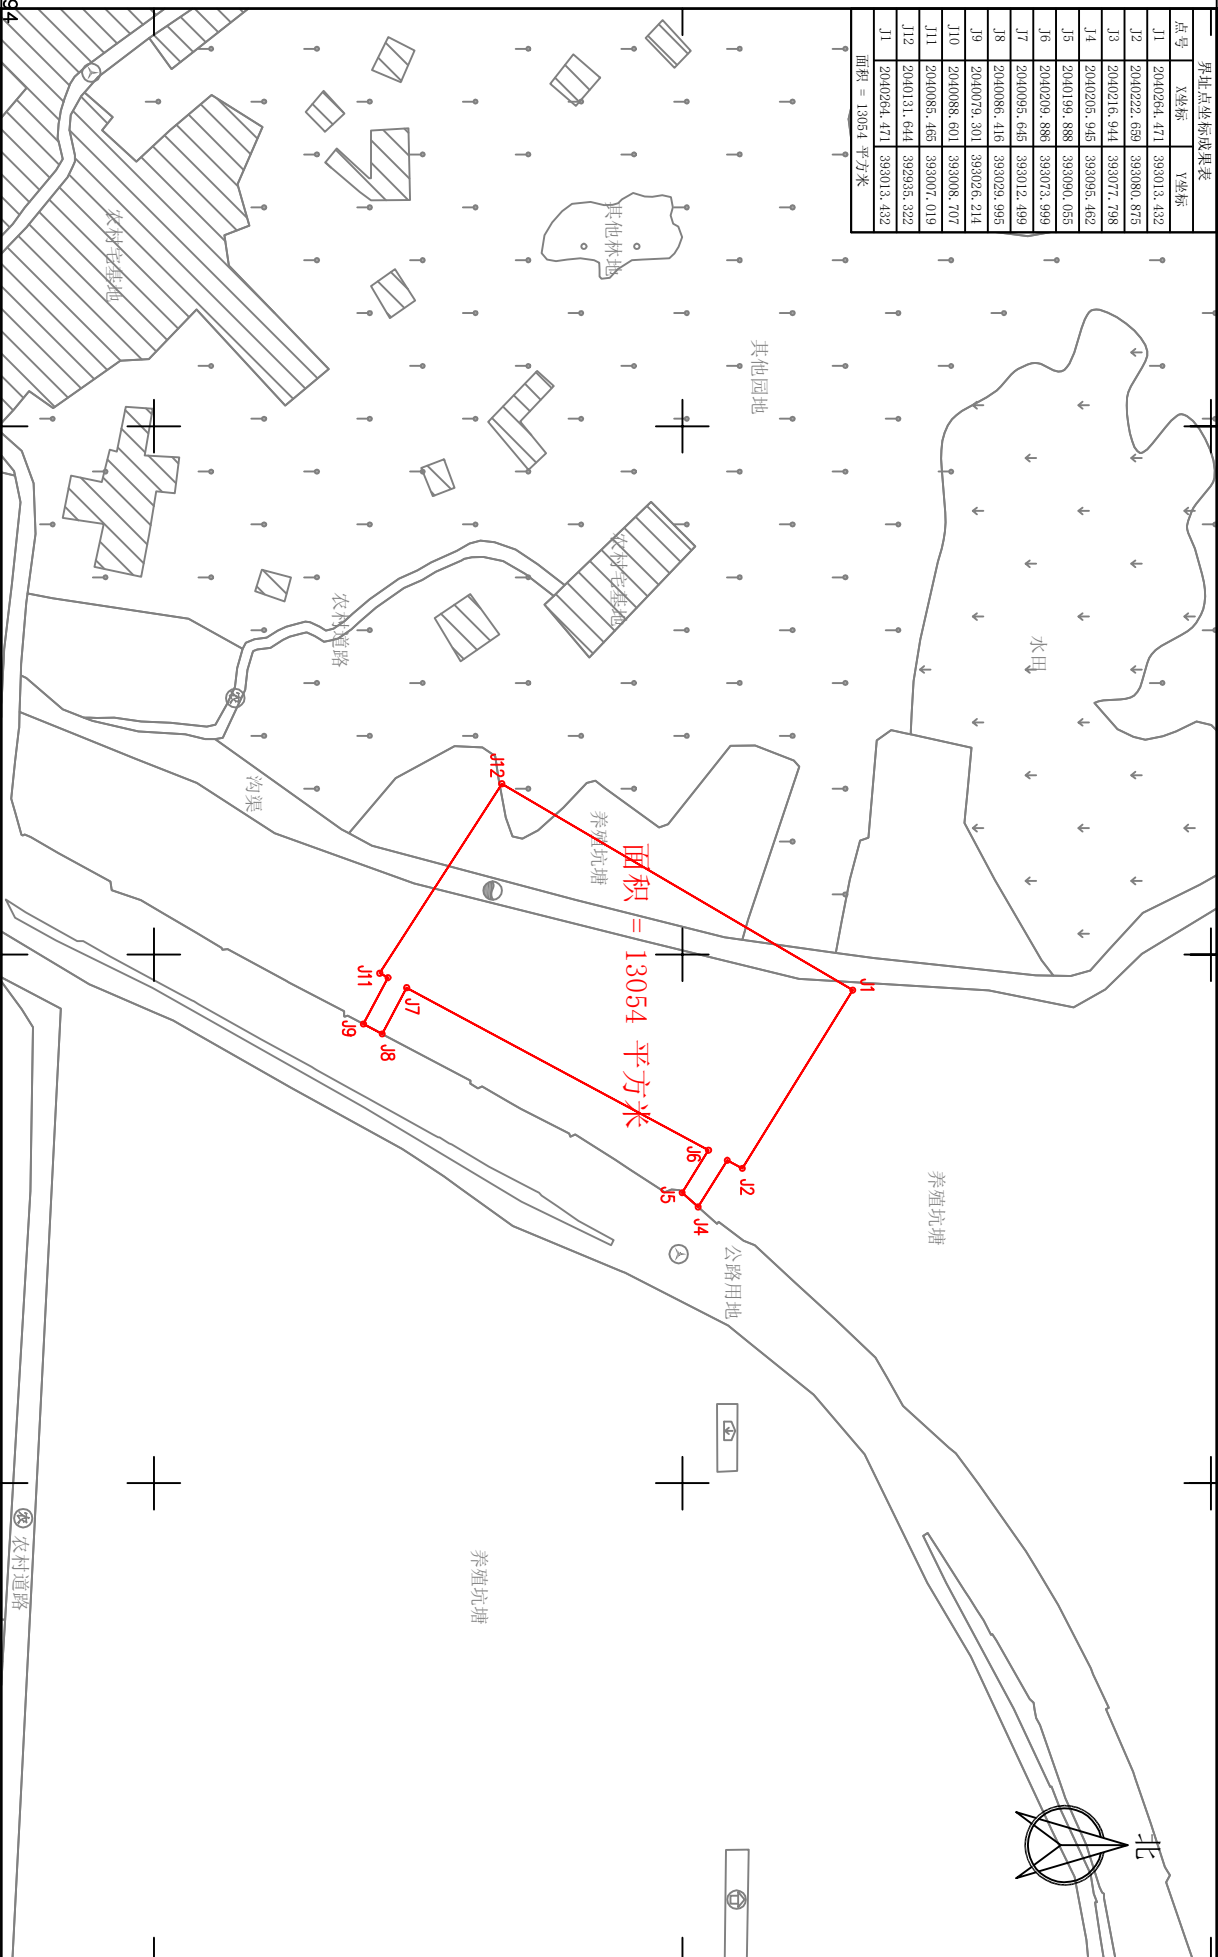 界址点坐标成果表
点号 X坐标 Y坐标
J1 2040264.471 393013.432
J2 2040222.659 393080.875
J3 2040216.944 393077.798
J4 2040205.945 393095.462
J5 2040199.888 393090.055
J6 2040209.886 393073.999
J7 2040095.645 393012.499
J8 2040086.416 393029.995
J9 2040079.301 393026.214
J10 2040088.601 393008.707
J11 2040085.465 393007.019
J12 2040131.644 392935.322
J1 2040264.471 393013.432
面积 = 13054 平方米
北
水田
其他园地
其他林地
农村宅基地
农村宅基地
农村道路
农
沟渠
养殖坑塘
面积 = 13054 平方米
J1
J2
J4
J5
J6
J7
J8
J9
J11
J12
养殖坑塘
公路用地
养殖坑塘
农 农村道路
94